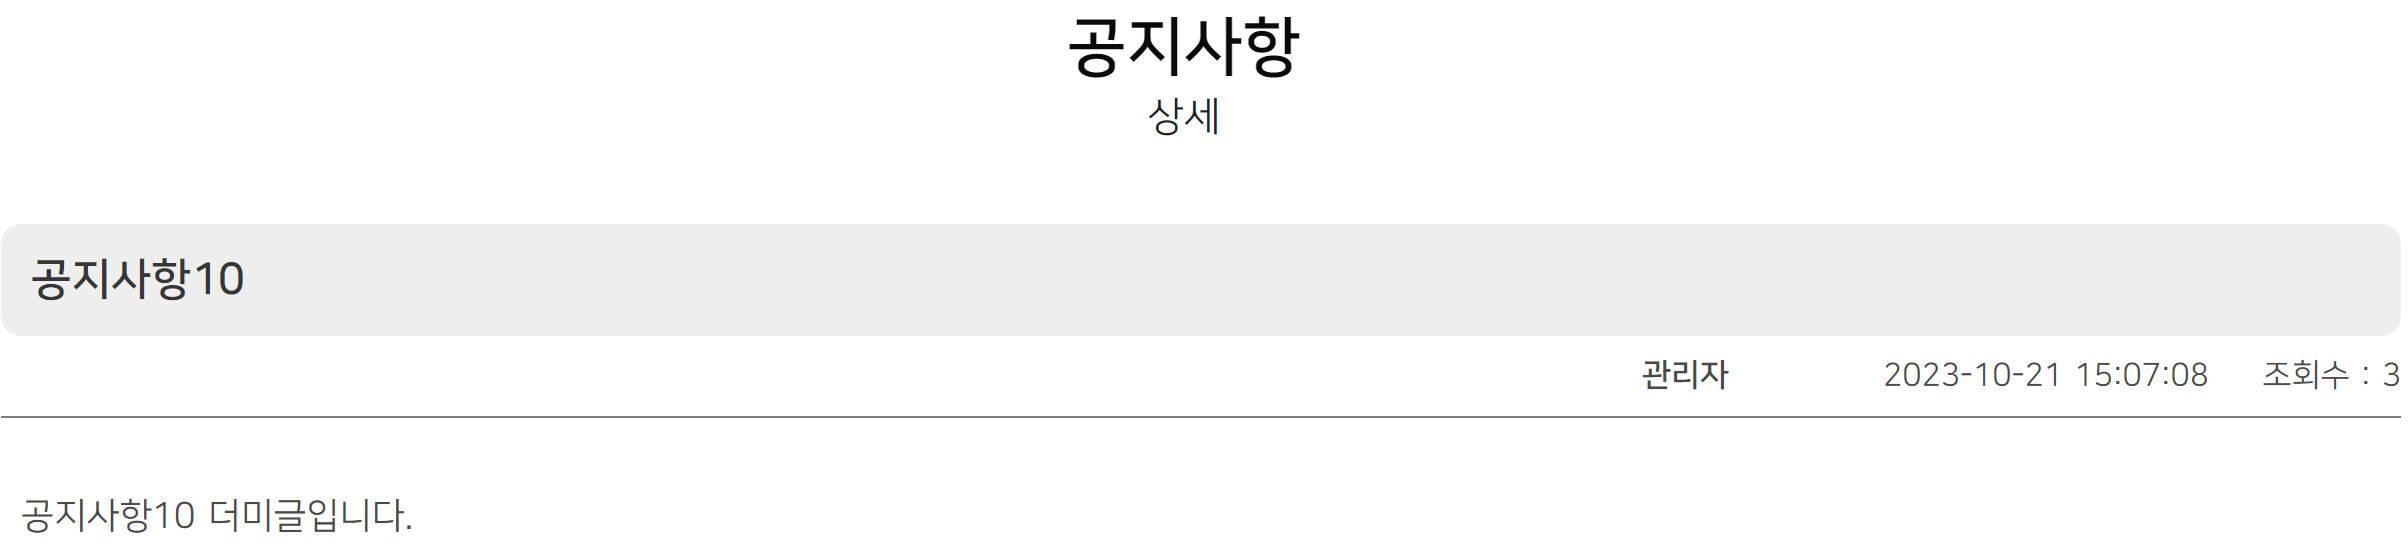 공지사항
상세
공지사항10
관리자 2023-10-21 15:07:08 조회수 : 3
공지사항10 더미글입니다.